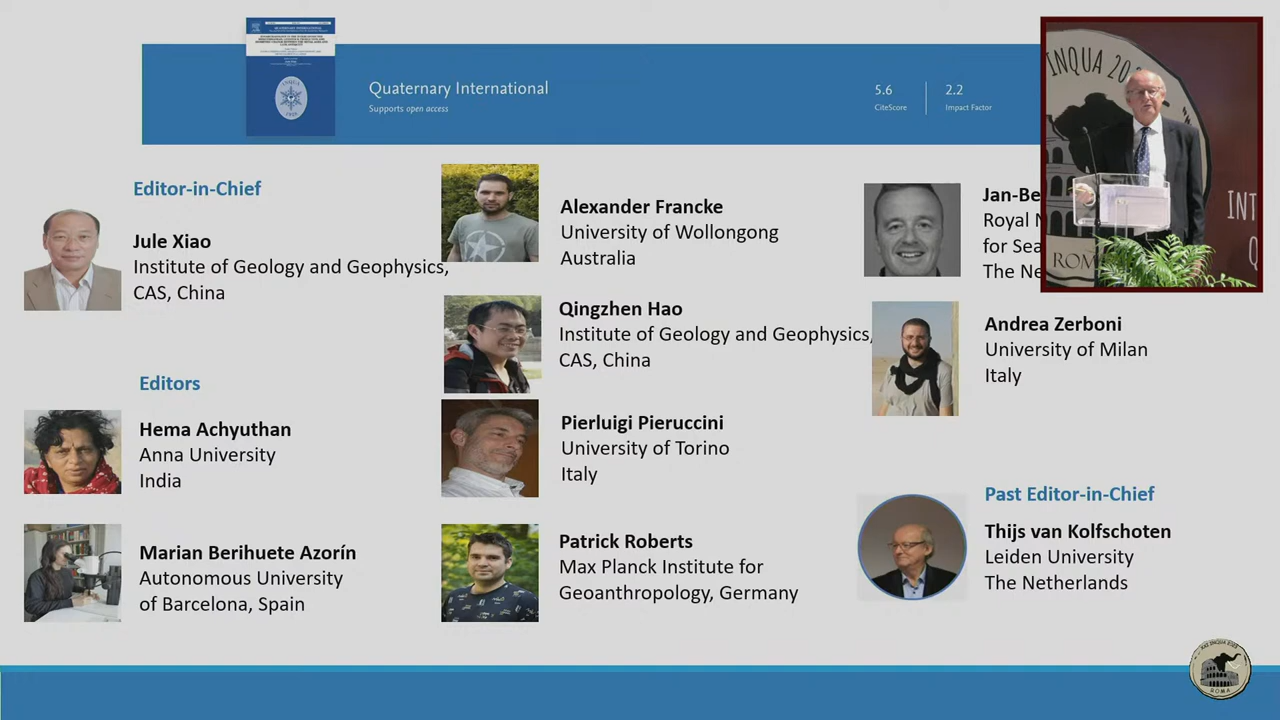 Quaternary International
Supports open access
5.6
CiteScore
2.2
Impact Factor
INQUA
ROM
INT
Q
Editor-in-Chief
Jule Xiao
Institute of Geology and Geophysics,
CAS, China
Editors
Hema Achyuthan
Anna University
India
Marian Berihuete Azorín
Autonomous University
of Barcelona, Spain
Alexander Francke
University of Wollongong
Australia
Qingzhen Hao
Institute of Geology and Geophysics,
CAS, China
Pierluigi Pieruccini
University of Torino
Italy
Patrick Roberts
Max Planck Institute for
Geoanthropology, Germany
Jan-Be
Royal N
for Sea
The Ne
Andrea Zerboni
University of Milan
Italy
Past Editor-in-Chief
Thijs van Kolfschoten
Leiden University
The Netherlands
ROMA